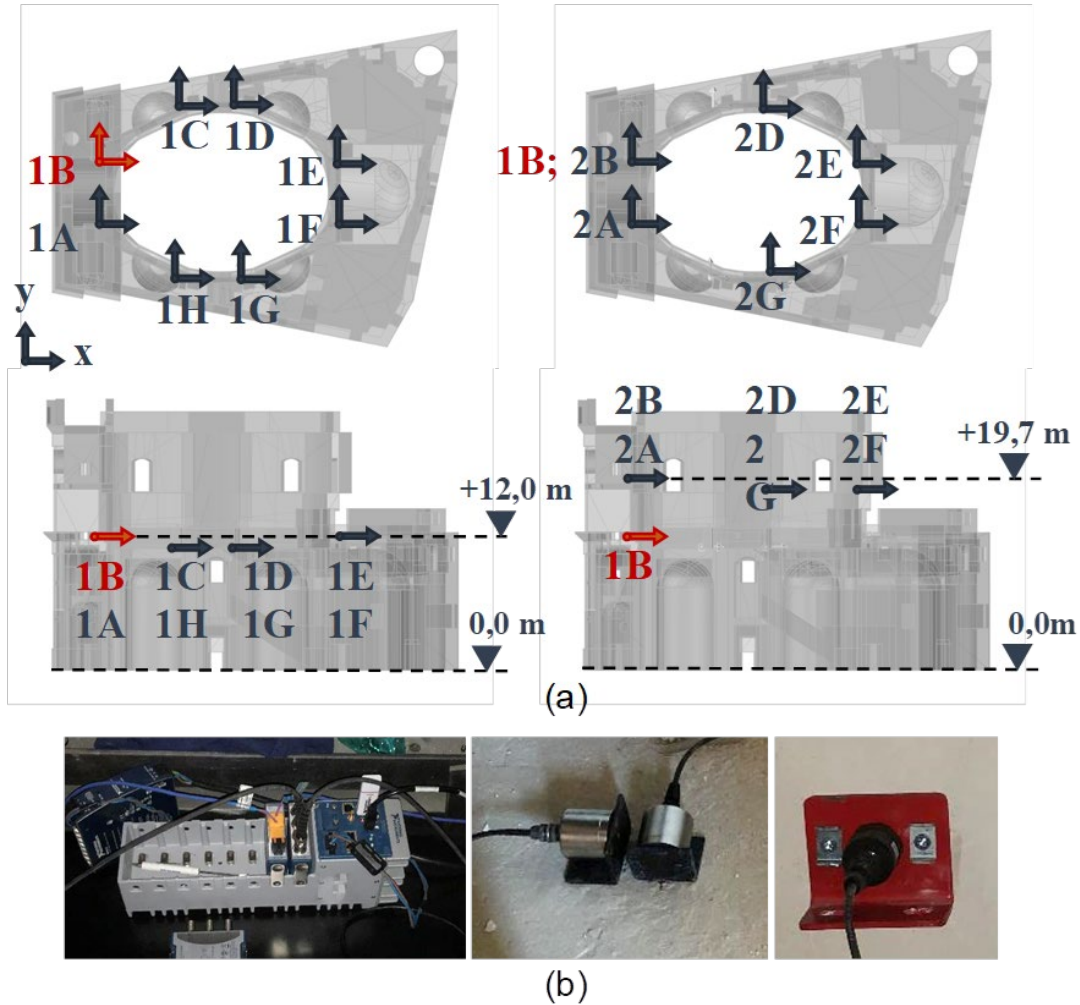 1C 1D
1B 1E
1A 1F
1H 1G
y
x
2D
1B; 2B 2E
2A 2F
2G
+12,0 m
1B 1C 1D 1E
1A 1H 1G 1F
0,0 m
2B 2D 2E
2A 2 2F
G
+19,7 m
1B
0,0m
(a)
(b)